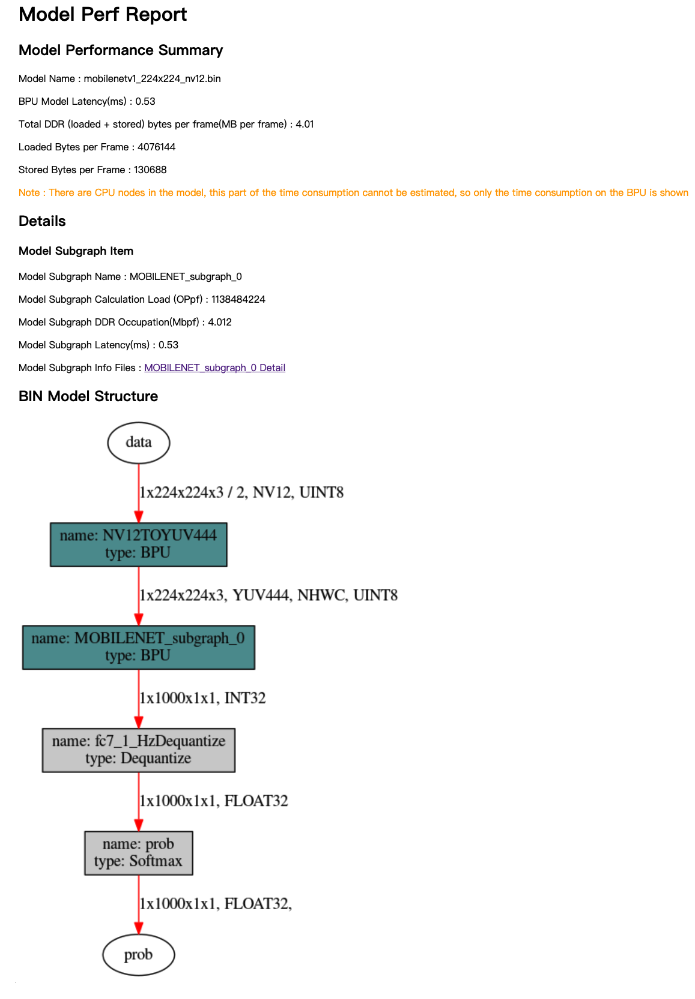 Model Perf Report
Model Performance Summary
Model Name : mobilenetv1_224x224_nv12.bin
BPU Model Latency(ms) : 0.53
Total DDR (loaded + stored) bytes per frame(MB per frame) : 4.01
Loaded Bytes per Frame : 4076144
Stored Bytes per Frame : 130688
Note : There are CPU nodes in the model, this part of the time consumption cannot be estimated, so only the time consumption on the BPU is shown
Details
Model Subgraph Item
Model Subgraph Name : MOBILENET_subgraph_0
Model Subgraph Calculation Load (OPpf) : 1138484224
Model Subgraph DDR Occupation(Mbpf) : 4.012
Model Subgraph Latency(ms) : 0.53
Model Subgraph Info Files : MOBILENET_subgraph_0 Detail
BIN Model Structure
data
1x224x224x3 / 2, NV12, UINT8
name: NV12TOYUV444
type: BPU
1x224x224x3, YUV444, NHWC, UINT8
name: MOBILENET_subgraph_0
type: BPU
1x1000x1x1, INT32
name: fc7_1_HzDequantize
type: Dequantize
1x1000x1x1, FLOAT32
name: prob
type: Softmax
1x1000x1x1, FLOAT32,
prob